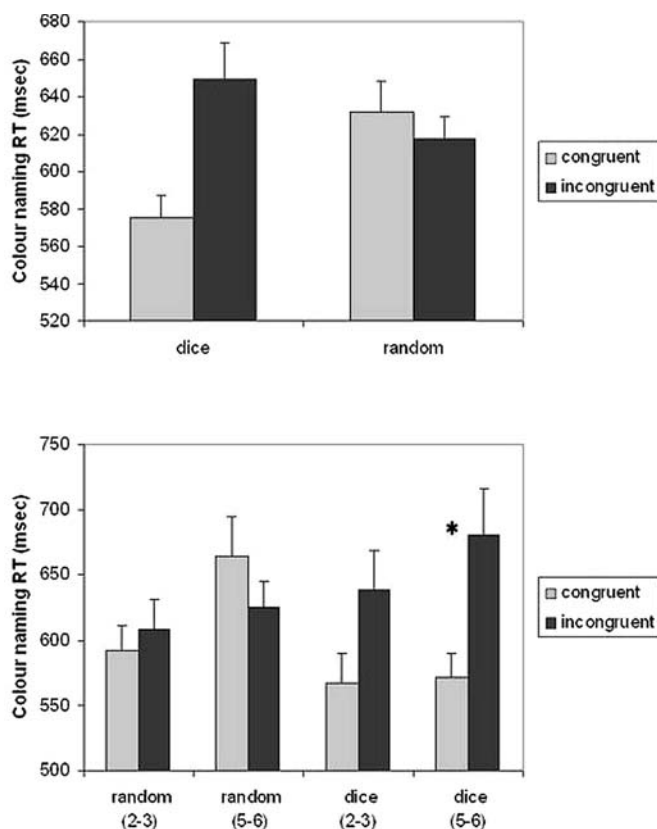 Colour naming RT (msec)
680
660
640
620
600
580
560
540
520
dice random
congruent
incongruent
Colour naming RT (msec)
750
700
650
600
550
500
*
random random dice dice
(2-3) (5-6) (2-3) (5-6)
congruent
incongruent